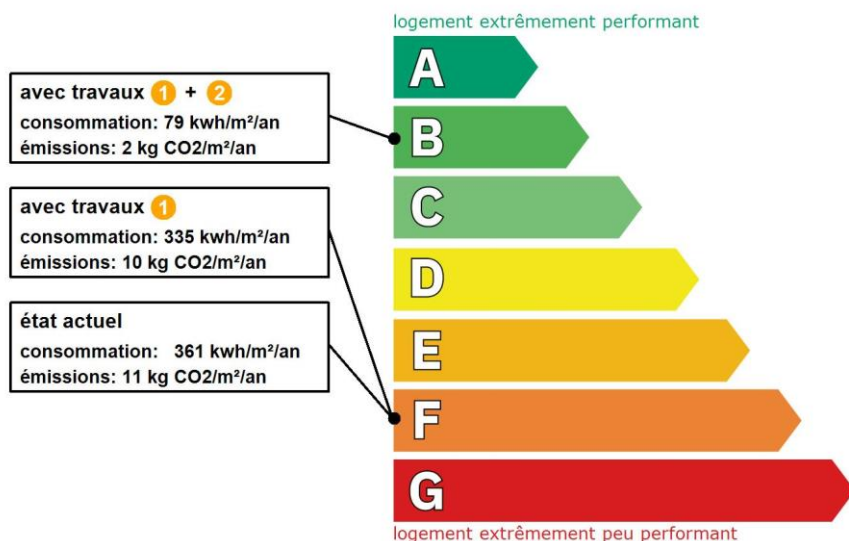 logement extrêmement performant
A
avec travaux 1 + 2
consommation: 79 kwh/m²/an
émissions: 2 kg CO2/m²/an
B
avec travaux 1
consommation: 335 kwh/m²/an
émissions: 10 kg CO2/m²/an
C
D
état actuel
consommation: 361 kwh/m²/an
émissions: 11 kg CO2/m²/an
E
F
G
logement extrêmement peu performant